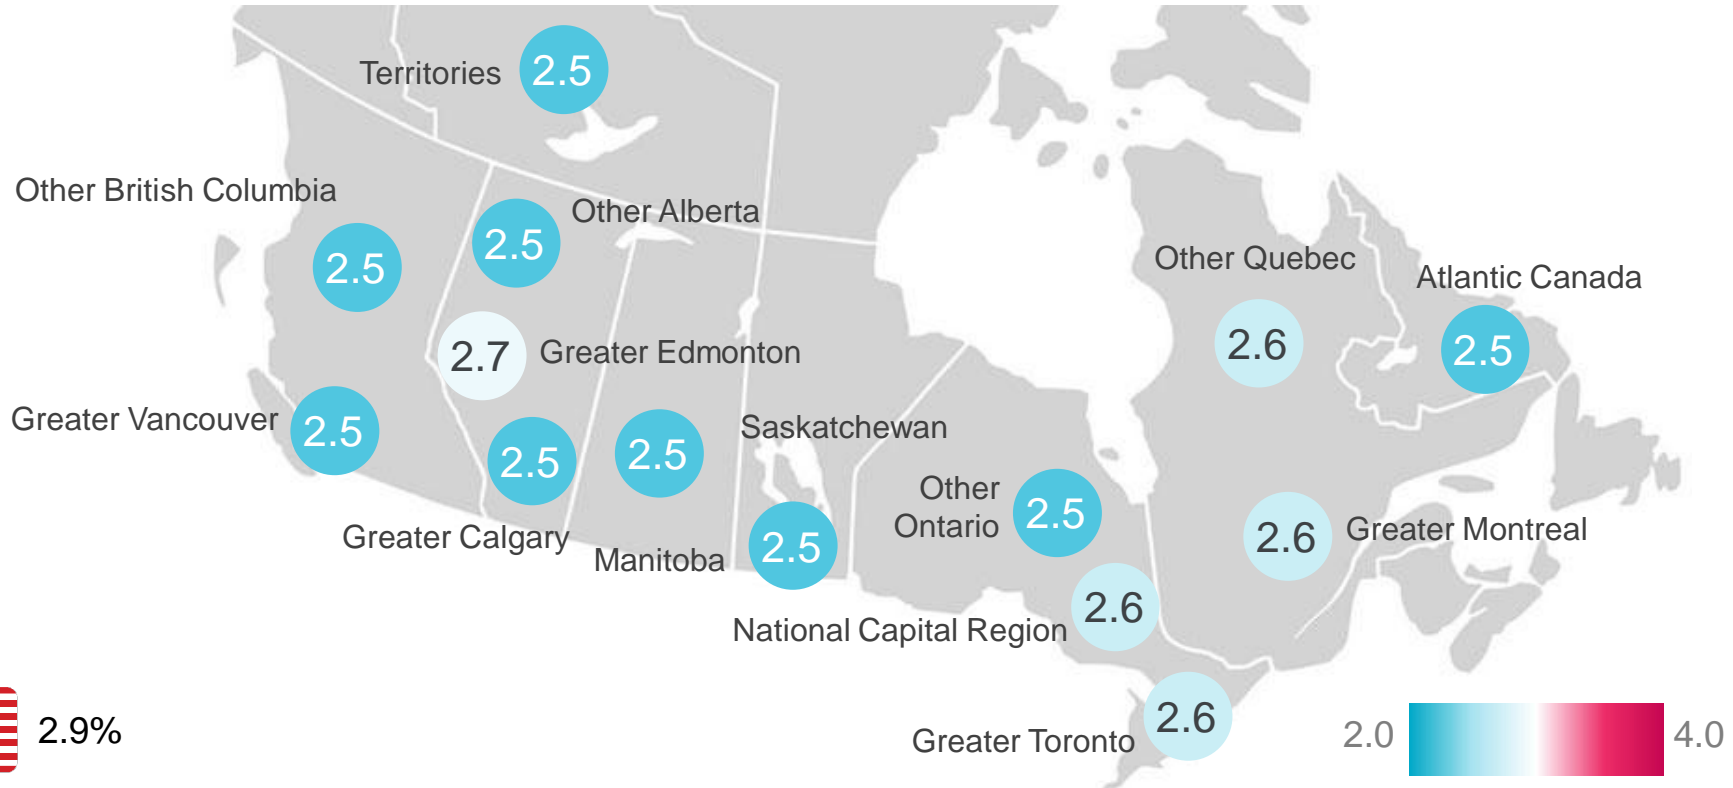 Territories
2.5
Other British Columbia
2.5
Other Alberta
2.5
Other Quebec
2.6
Atlantic Canada
2.5
2.7
Greater Edmonton
Greater Vancouver
2.5
2.5
Greater Calgary
2.5
Saskatchewan
Manitoba
2.5
Other
Ontario
2.5
2.6
Greater Montreal
National Capital Region
2.6
Greater Toronto
2.6
2.9%
2.0
4.0